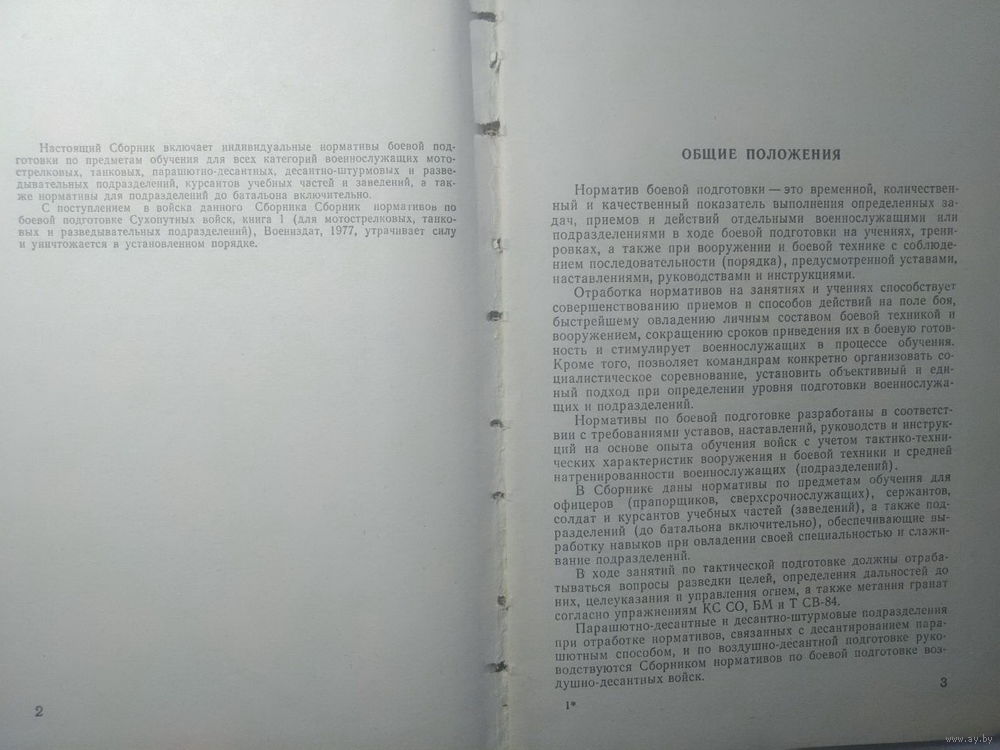 Настоящий Сборник включает индивидуальные нормативы боевой под-
готовки по предметам обучения для всех категорий военнослужащих мото-
стрелковых, танковых, парашютно-десантных, десантно-штурмовых и разве-
дывательных подразделений, курсантов учебных частей и заведений, а так-
же нормативы для подразделений до батальона включительно.
С поступлением в войска данного Сборника Сборник нормативов по
боевой подготовке Сухопутных войск, книга 1 (для мотострелковых, танко-
вых и разведывательных подразделений), Воениздат, 1977, утрачивает силу
и уничтожается в установленном порядке.
2
ОБЩИЕ ПОЛОЖЕНИЯ
Норматив боевой подготовки — это временной, количествен-
ный и качественный показатель выполнения определенных за-
дач, приемов и действий отдельными военнослужащими или
подразделениями в ходе боевой подготовки на учениях, трени-
ровках, а также при вооружении и боевой технике с соблюде-
нием последовательности (порядка), предусмотренной уставами,
наставлениями, руководствами и инструкциями.
Отработка нормативов на занятиях и учениях способствует
совершенствованию приемов и способов действий на поле боя,
быстрейшему овладению личным составом боевой техникой и
вооружением, сокращению сроков приведения их в боевую готов-
ность и стимулирует военнослужащих в процессе обучения.
Кроме того, позволяет командирам конкретно организовать со-
циалистическое соревнование, установить объективный и еди-
ный подход при определении уровня подготовки военнослужа-
щих и подразделений.
Нормативы по боевой подготовке разработаны в соответст-
вии с требованиями уставов, наставлений, руководств и инструк-
ций на основе опыта обучения войск с учетом тактико-техни-
ческих характеристик вооружения и боевой техники и средней
натренированности военнослужащих (подразделений).
В Сборнике даны нормативы по предметам обучения для
офицеров (прапорщиков, сверхсрочнослужащих), сержантов,
солдат и курсантов учебных частей (заведений), а также под-
разделений (до батальона включительно), обеспечивающие вы-
работку навыков при овладении своей специальностью и слажи-
вание подразделений.
В ходе занятий по тактической подготовке должны отраба-
тываться вопросы разведки целей, определения дальностей до
них, целеуказания и управления огнем, а также метания гранат
согласно упражнениям КС СО, БМ и Т СВ-84.
Парашютно-десантные и десантно-штурмовые подразделения
при отработке нормативов, связанных с десантированием пара-
шютным способом, и по воздушно-десантной подготовке руко-
водствуются Сборником нормативов по боевой подготовке воз-
душно-десантных войск.
1*
3
www.ay.by